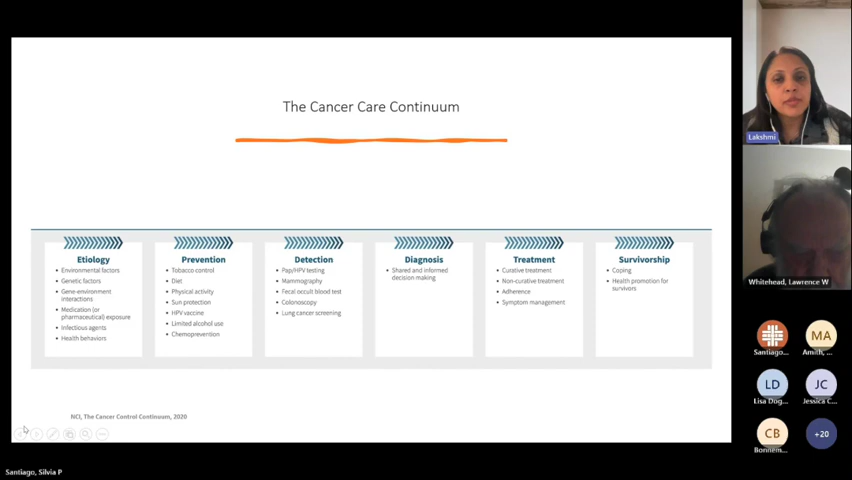 The Cancer Care Continuum
Etiology
• Environmental factors
• Genetic factors
• Gene-environment
interactions
• Medication (or
pharmaceutical) exposure
• Infectious agents
• Health behaviors
Prevention
• Tobacco control
• Diet
• Physical activity
• Sun protection
• HPV vaccine
• Limited alcohol use
• Chemoprevention
Detection
• Pap/HPV testing
• Mammography
• Fecal occult blood test
• Colonoscopy
• Lung cancer screening
Diagnosis
• Shared and informed
decision making
Treatment
• Curative treatment
• Non-curative treatment
• Adherence
• Symptom management
Survivorship
• Coping
• Health promotion for
survivors
NCI, The Cancer Control Continuum, 2020
Santiago, Silvia P
Lakshmi
Whitehead, Lawrence W
Santiago...
MA
Amith, ...
LD
Lisa Dog...
JC
Jessica C...
CB
Bonnem...
+20